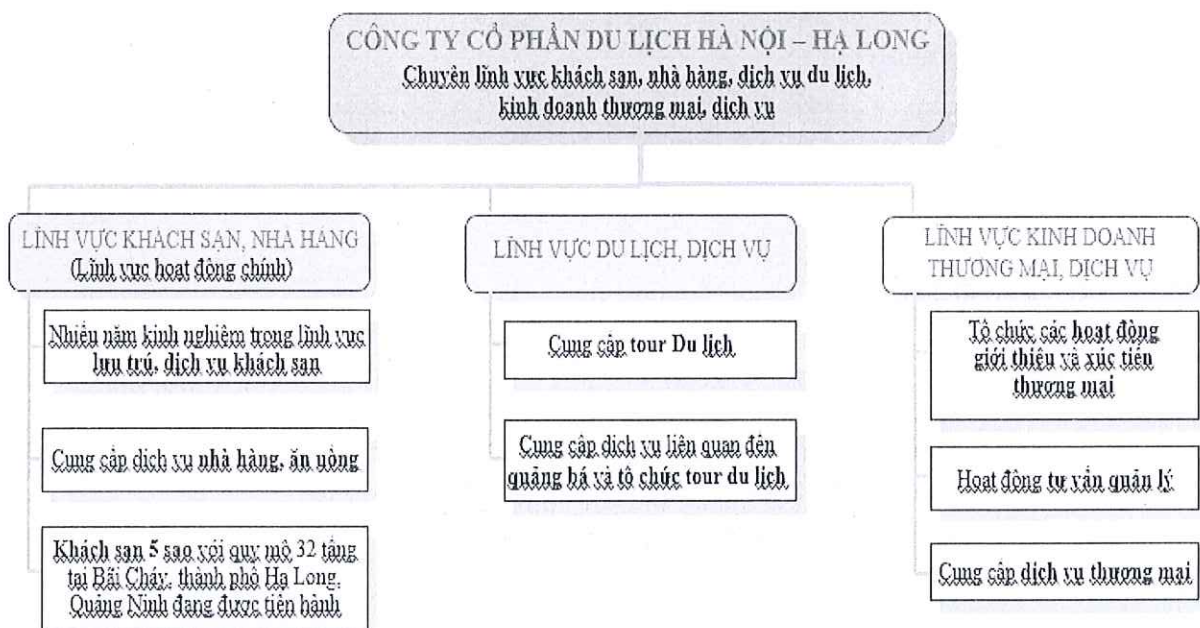 CÔNG TY CỔ PHẦN DU LỊCH HÀ NỘI – HẠ LONG
Chuyên lĩnh vực khách sạn, nhà hàng, dịch vụ du lịch,
kinh doanh thương mại, dịch vụ
LĨNH VỰC KHÁCH SẠN, NHÀ HÀNG
(Lĩnh vực hoạt động chính)
Nhiều năm kinh nghiệm trong lĩnh vực
lưu trú, dịch vụ khách sạn
Cung cấp dịch vụ nhà hàng, ăn uống
Khách sạn 5 sao với quy mô 32 tầng
tại Bãi Cháy, thành phố Hạ Long,
Quảng Ninh đang được tiến hành
LĨNH VỰC DU LỊCH, DỊCH VỤ
Cung cấp tour Du lịch
Cung cấp dịch vụ liên quan đến
quảng bá và tổ chức tour du lịch
LĨNH VỰC KINH DOANH
THƯƠNG MẠI, DỊCH VỤ
Tổ chức các hoạt động
giới thiệu và xúc tiến
thương mại
Hoạt động tư vấn quản lý
Cung cấp dịch vụ thương mại